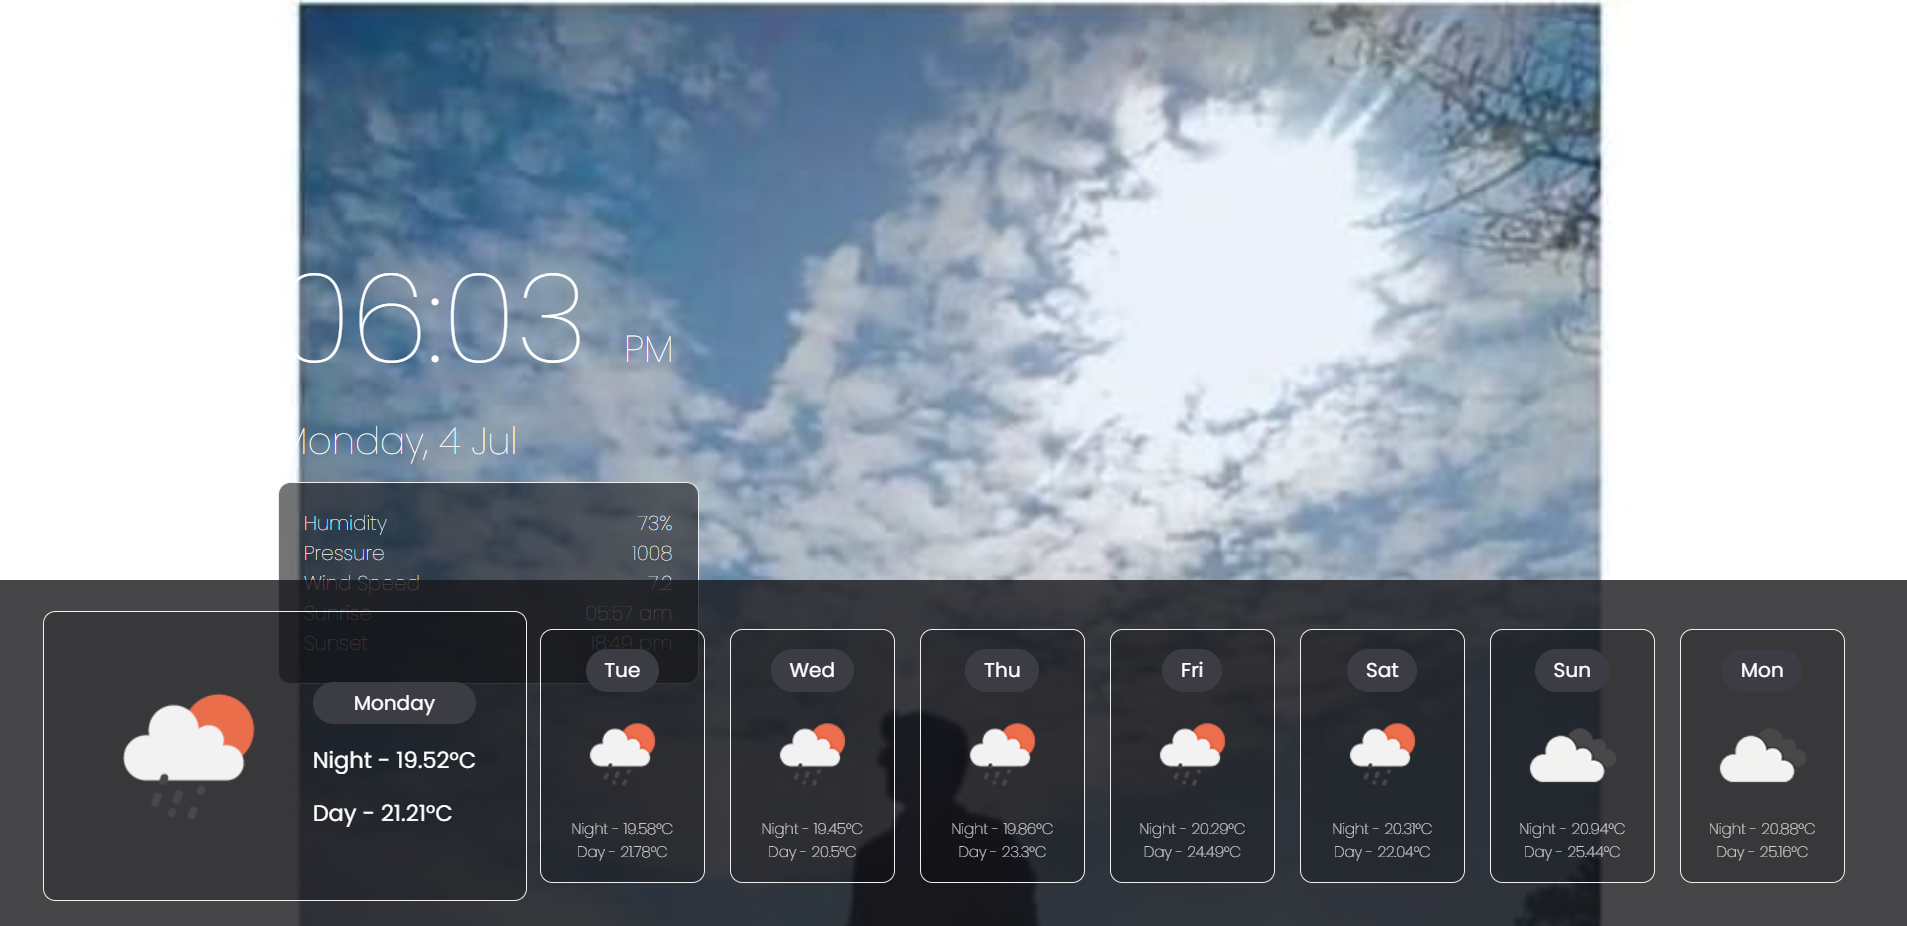 06:03 PM
Monday, 4 Jul
Humidity 73%
Pressure 1008
Wind Speed 7.2
Sunrise 05:57 am
Sunset 18:49 pm
Monday
Night - 19.52°C
Day - 21.21°C
Tue
Night - 19.58°C
Day - 21.78°C
Wed
Night - 19.45°C
Day - 20.5°C
Thu
Night - 19.86°C
Day - 23.3°C
Fri
Night - 20.29°C
Day - 24.49°C
Sat
Night - 20.31°C
Day - 22.04°C
Sun
Night - 20.94°C
Day - 25.44°C
Mon
Night - 20.88°C
Day - 25.16°C